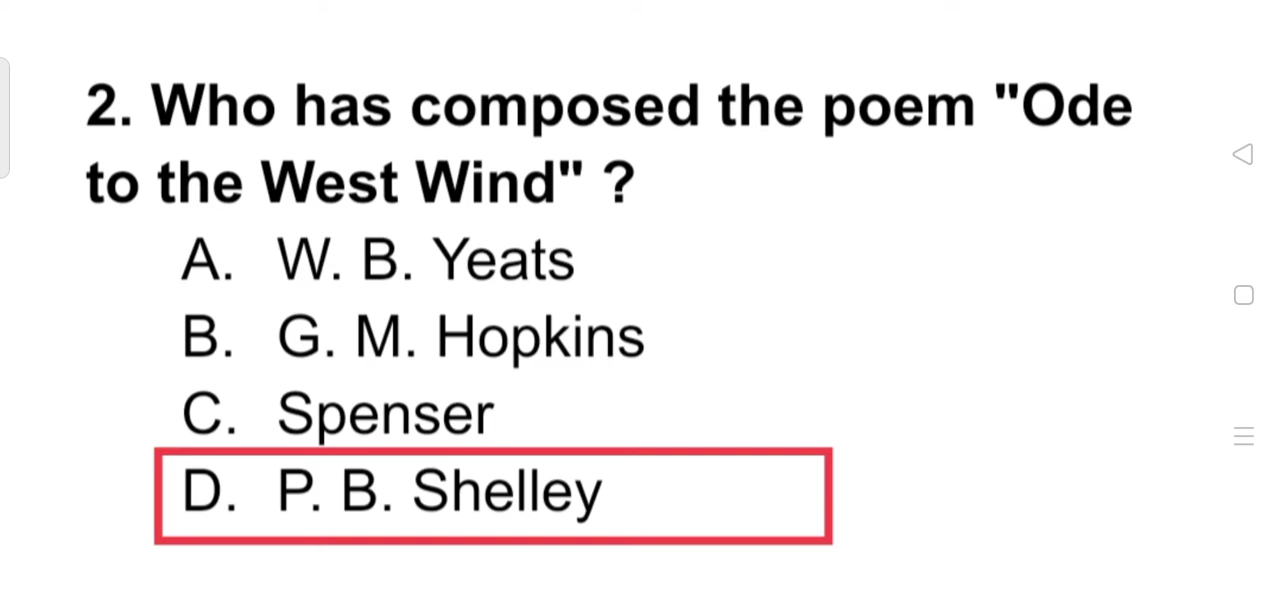 2. Who has composed the poem "Ode
to the West Wind" ?
A. W. B. Yeats
B. G. M. Hopkins
C. Spenser
D. P. B. Shelley